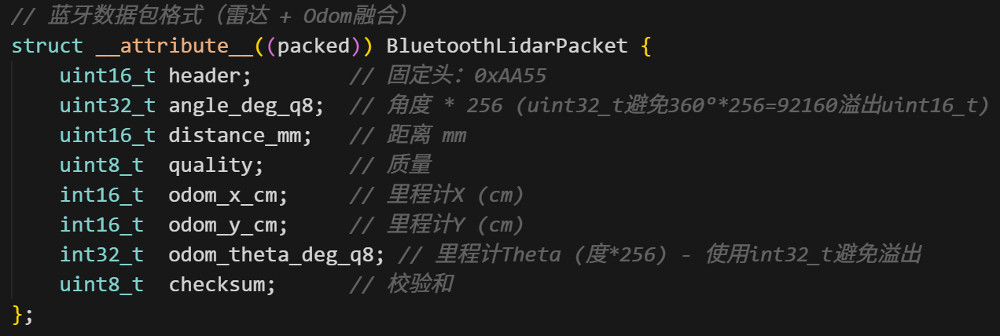 // 蓝牙数据包格式（雷达 + Odom融合）
struct __attribute__((packed)) BluetoothLidarPacket {
    uint16_t header;        // 固定头：0xAA55
    uint32_t angle_deg_q8;  // 角度 * 256 (uint32_t避免360°*256=92160溢出uint16_t)
    uint16_t distance_mm;   // 距离 mm
    uint8_t  quality;       // 质量
    int16_t  odom_x_cm;     // 里程计X (cm)
    int16_t  odom_y_cm;     // 里程计Y (cm)
    int32_t  odom_theta_deg_q8; // 里程计Theta (度*256) - 使用int32_t避免溢出
    uint8_t  checksum;      // 校验和
};